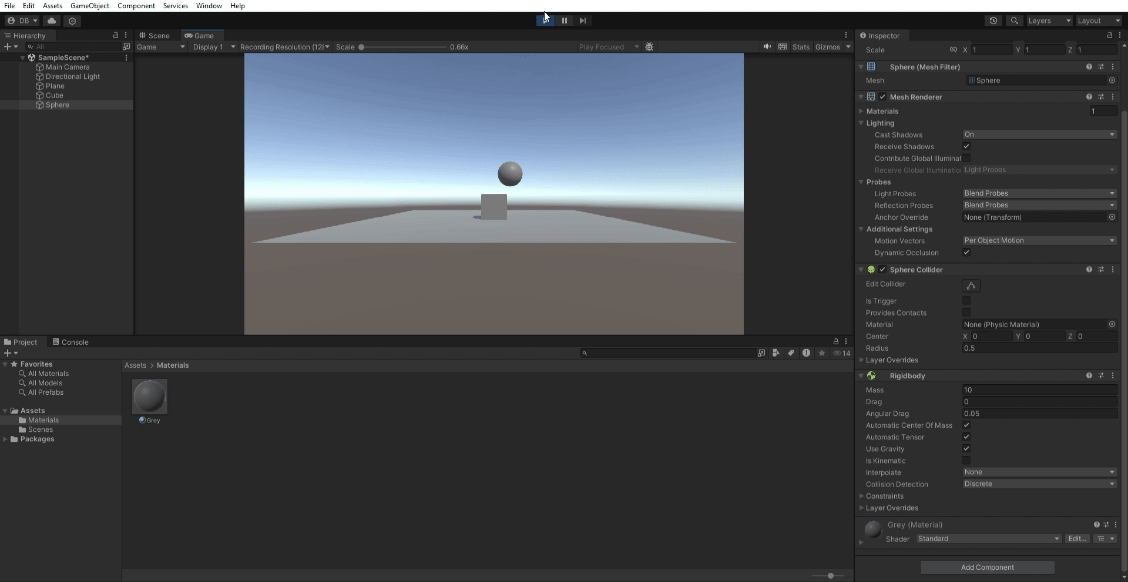 File Edit Assets GameObject Component Services Window Help
DB Layers Layout
Hierarchy
All
SampleScene*
Main Camera
Directional Light
Plane
Cube
Sphere
Scene Game
Game Display 1 Recording Resolution (12) Scale 0.66x Play Focused Stats Gizmos
Inspector
Scale X 1 Y 1 Z 1
Sphere (Mesh Filter)
Mesh Sphere
Mesh Renderer
Materials 1
Lighting
Cast Shadows On
Receive Shadows
Contribute Global Illuminat
Receive Global Illuminatio Light Probes
Probes
Light Probes Blend Probes
Reflection Probes Blend Probes
Anchor Override None (Transform)
Additional Settings
Motion Vectors Per Object Motion
Dynamic Occlusion
Sphere Collider
Edit Collider
Is Trigger
Provides Contacts
Material None (Physic Material)
Center X 0 Y 0 Z 0
Radius 0.5
Layer Overrides
Rigidbody
Mass 10
Drag 0
Angular Drag 0.05
Automatic Center Of Mass
Automatic Tensor
Use Gravity
Is Kinematic
Interpolate None
Collision Detection Discrete
Constraints
Layer Overrides
Grey (Material)
Shader Standard Edit...
Add Component
Project Console
14
Favorites
All Materials
All Models
All Prefabs
Assets
Materials
Scenes
Packages
Assets > Materials
Grey